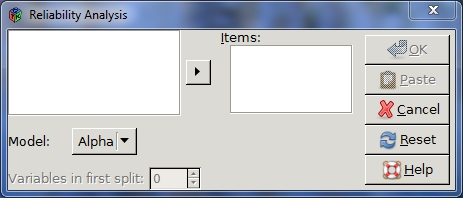 Reliability Analysis
Items:
OK
Paste
Cancel
Model: Alpha
Reset
Variables in first split: 0
Help